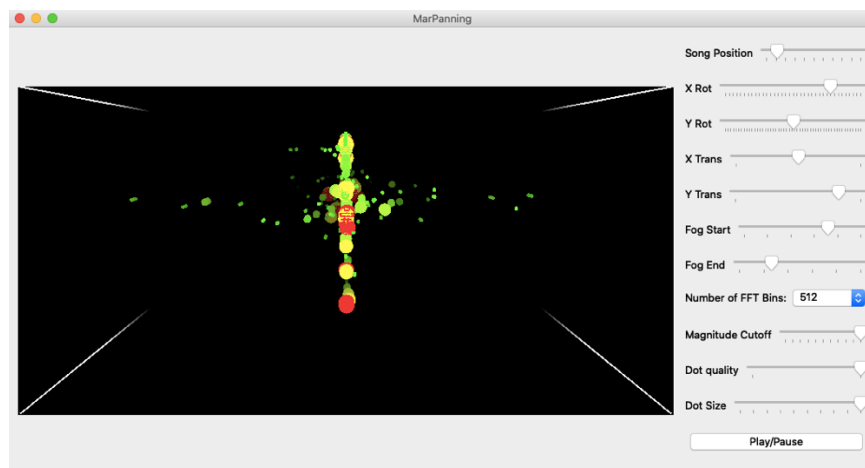 MarPanning
Song Position
X Rot
Y Rot
X Trans
Y Trans
Fog Start
Fog End
Number of FFT Bins: 512
Magnitude Cutoff
Dot quality
Dot Size
Play/Pause